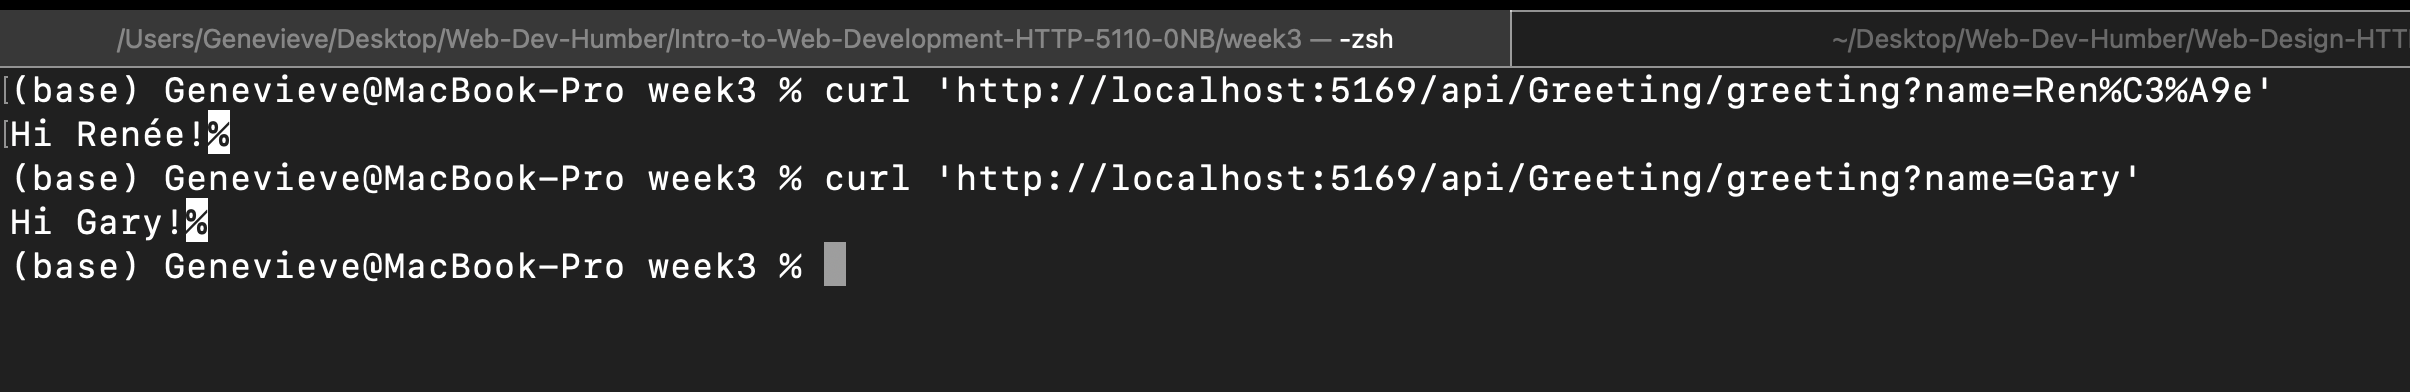 /Users/Genevieve/Desktop/Web-Dev-Humber/Intro-to-Web-Development-HTTP-5110-0NB/week3 — -zsh
~/Desktop/Web-Dev-Humber/Web-Design-HTT
(base) Genevieve@MacBook-Pro week3 % curl 'http://localhost:5169/api/Greeting/greeting?name=Ren%C3%A9e'
Hi Renée!%
(base) Genevieve@MacBook-Pro week3 % curl 'http://localhost:5169/api/Greeting/greeting?name=Gary'
Hi Gary!%
(base) Genevieve@MacBook-Pro week3 %